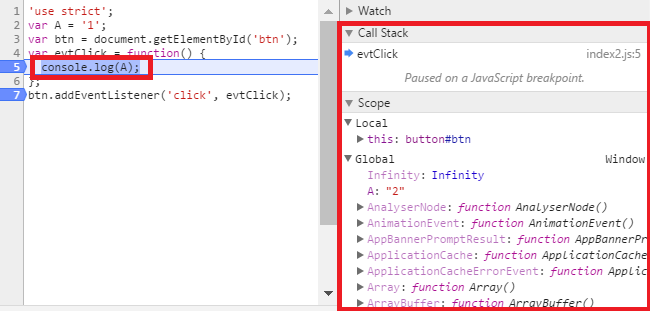 1 'use strict';
2 var A = '1';
3 var btn = document.getElementById('btn');
4 var evtClick = function() {
5 console.log(A);
6 };
7 btn.addEventListener('click', evtClick);
Watch
Call Stack
evtClick index2.js:5
Paused on a JavaScript breakpoint.
Scope
Local
this: button#btn
Global Window
Infinity: Infinity
A: "2"
AnalyserNode: function AnalyserNode()
AnimationEvent: function AnimationEvent()
AppBannerPromptResult: function AppBannerPr
ApplicationCache: function ApplicationCache
ApplicationCacheErrorEvent: function Applic
Array: function Array()
ArrayBuffer: function ArrayBuffer()